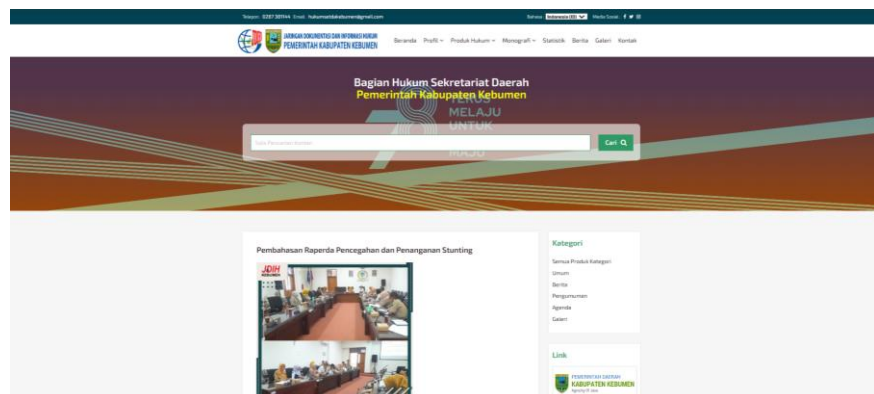 Telepon : 0287 381144 Email : hukumsetdakebumen@gmail.com
Bahasa : Indonesia (ID) Media Sosial :
JARINGAN DOKUMENTASI DAN INFORMASI HUKUM
PEMERINTAH KABUPATEN KEBUMEN
Beranda Profil Produk Hukum Monografi Statistik Berita Galeri Kontak
Bagian Hukum Sekretariat Daerah
Pemerintah Kabupaten Kebumen
TERUS
MELAJU
UNTUK
MAJU
Cari
Pembahasan Raperda Pencegahan dan Penanganan Stunting
JDIH
KEBUMEN
Kategori
Semua Produk Kategori
Umum
Berita
Pengumuman
Agenda
Galeri
Link
PEMERINTAH DAERAH
KABUPATEN KEBUMEN